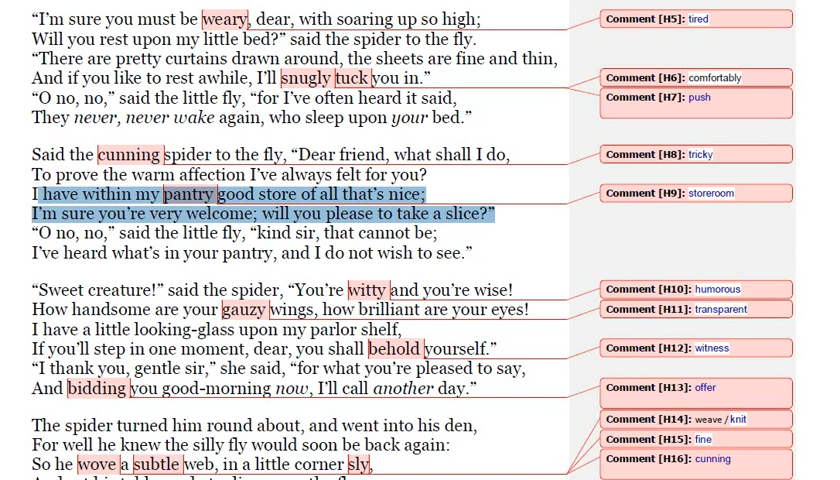 “I’m sure you must be weary, dear, with soaring up so high;
Will you rest upon my little bed?” said the spider to the fly.
“There are pretty curtains drawn around, the sheets are fine and thin,
And if you like to rest awhile, I’ll snugly tuck you in.”
“O no, no,” said the little fly, “for I’ve often heard it said,
They never, never wake again, who sleep upon your bed.”
Said the cunning spider to the fly, “Dear friend, what shall I do,
To prove the warm affection I’ve always felt for you?
I have within my pantry good store of all that’s nice;
I’m sure you’re very welcome; will you please to take a slice?”
“O no, no,” said the little fly, “kind sir, that cannot be;
I’ve heard what’s in your pantry, and I do not wish to see.”
“Sweet creature!” said the spider, “You’re witty and you’re wise!
How handsome are your gauzy wings, how brilliant are your eyes!
I have a little looking-glass upon my parlor shelf,
If you’ll step in one moment, dear, you shall behold yourself.”
“I thank you, gentle sir,” she said, “for what you’re pleased to say,
And bidding you good-morning now, I’ll call another day.”
The spider turned him round about, and went into his den,
For well he knew the silly fly would soon be back again:
So he wove a subtle web, in a little corner sly,
Comment [H5]: tired
Comment [H6]: comfortably
Comment [H7]: push
Comment [H8]: tricky
Comment [H9]: storeroom
Comment [H10]: humorous
Comment [H11]: transparent
Comment [H12]: witness
Comment [H13]: offer
Comment [H14]: weave / knit
Comment [H15]: fine
Comment [H16]: cunning